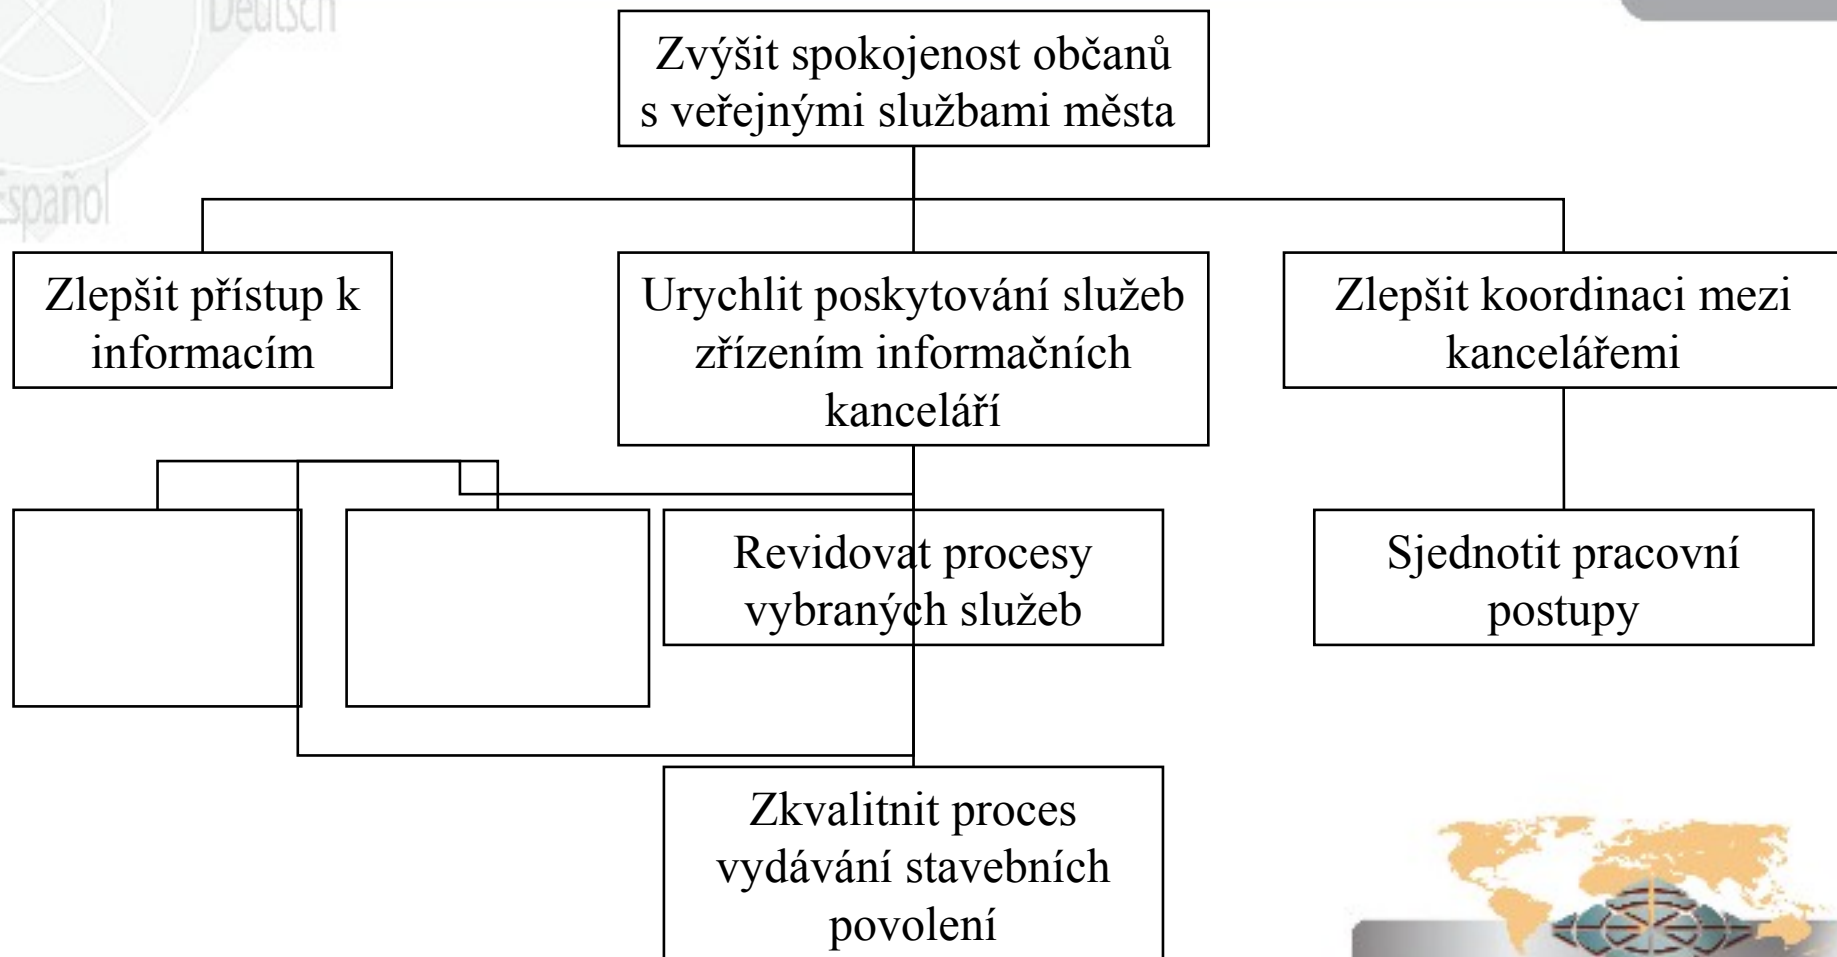 Deutsch
Español
Zvýšit spokojenost občanů
s veřejnými službami města
Zlepšit přístup k
informacím
Urychlit poskytování služeb
zřízením informačních
kanceláří
Zlepšit koordinaci mezi
kancelářemi
Revidovat procesy
vybraných služeb
Sjednotit pracovní
postupy
Zkvalitnit proces
vydávání stavebních
povolení